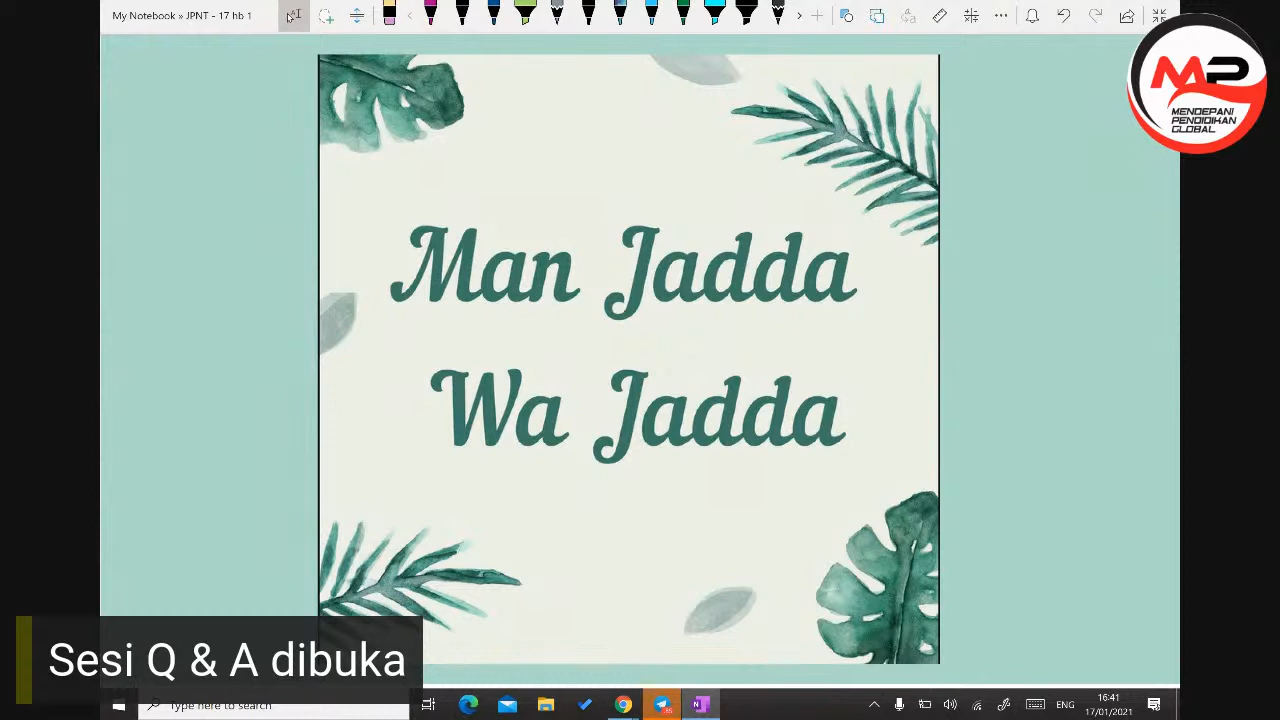 My Notebook » JPNT - 17 hb 1
MP
MENDEPANI
PENDIDIKAN
GLOBAL
Man Jadda
Wa Jadda
Sesi Q & A dibuka
Type here to search
ENG
16:41
17/01/2021